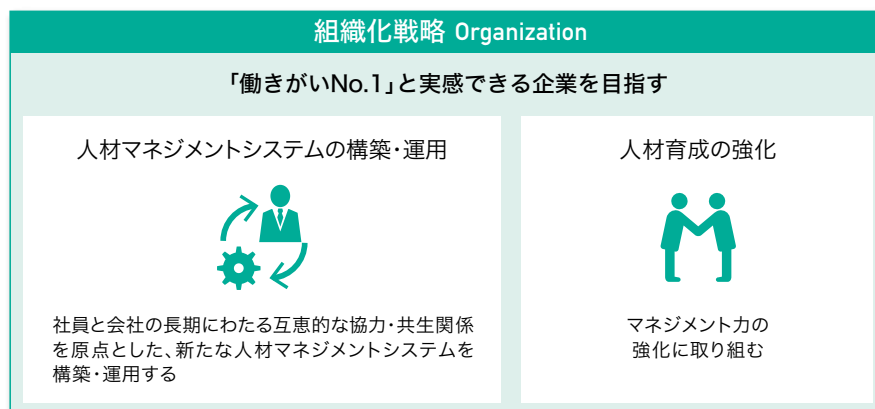 組織化戦略 Organization
「働きがいNo.1」と実感できる企業を目指す
人材マネジメントシステムの構築・運用
社員と会社の長期にわたる互恵的な協力・共生関係
を原点とした、新たな人材マネジメントシステムを
構築・運用する
人材育成の強化
マネジメント力の
強化に取り組む